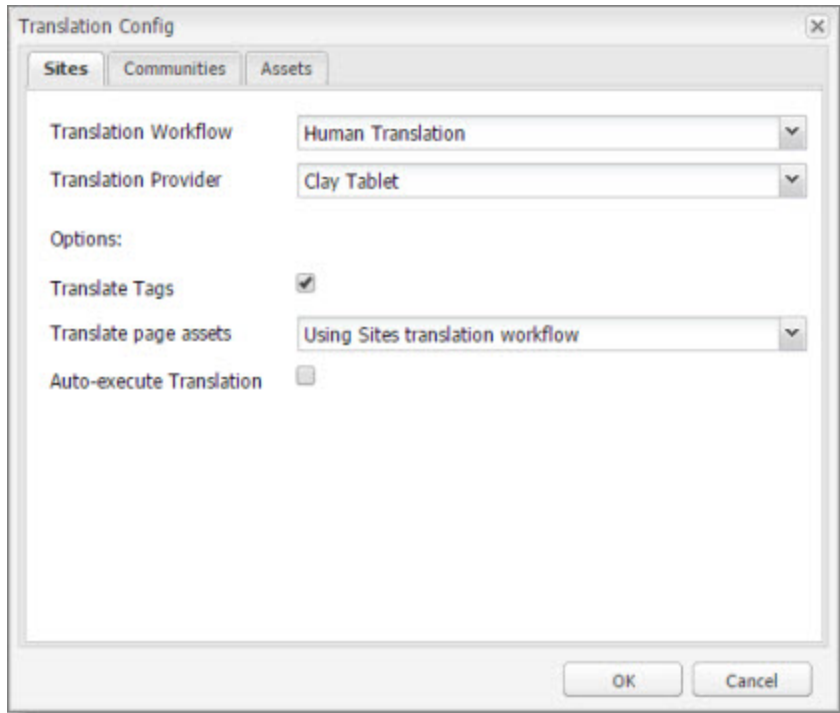 Translation Config
Sites Communities Assets
Translation Workflow Human Translation
Translation Provider Clay Tablet
Options:
Translate Tags
Translate page assets Using Sites translation workflow
Auto-execute Translation
OK Cancel